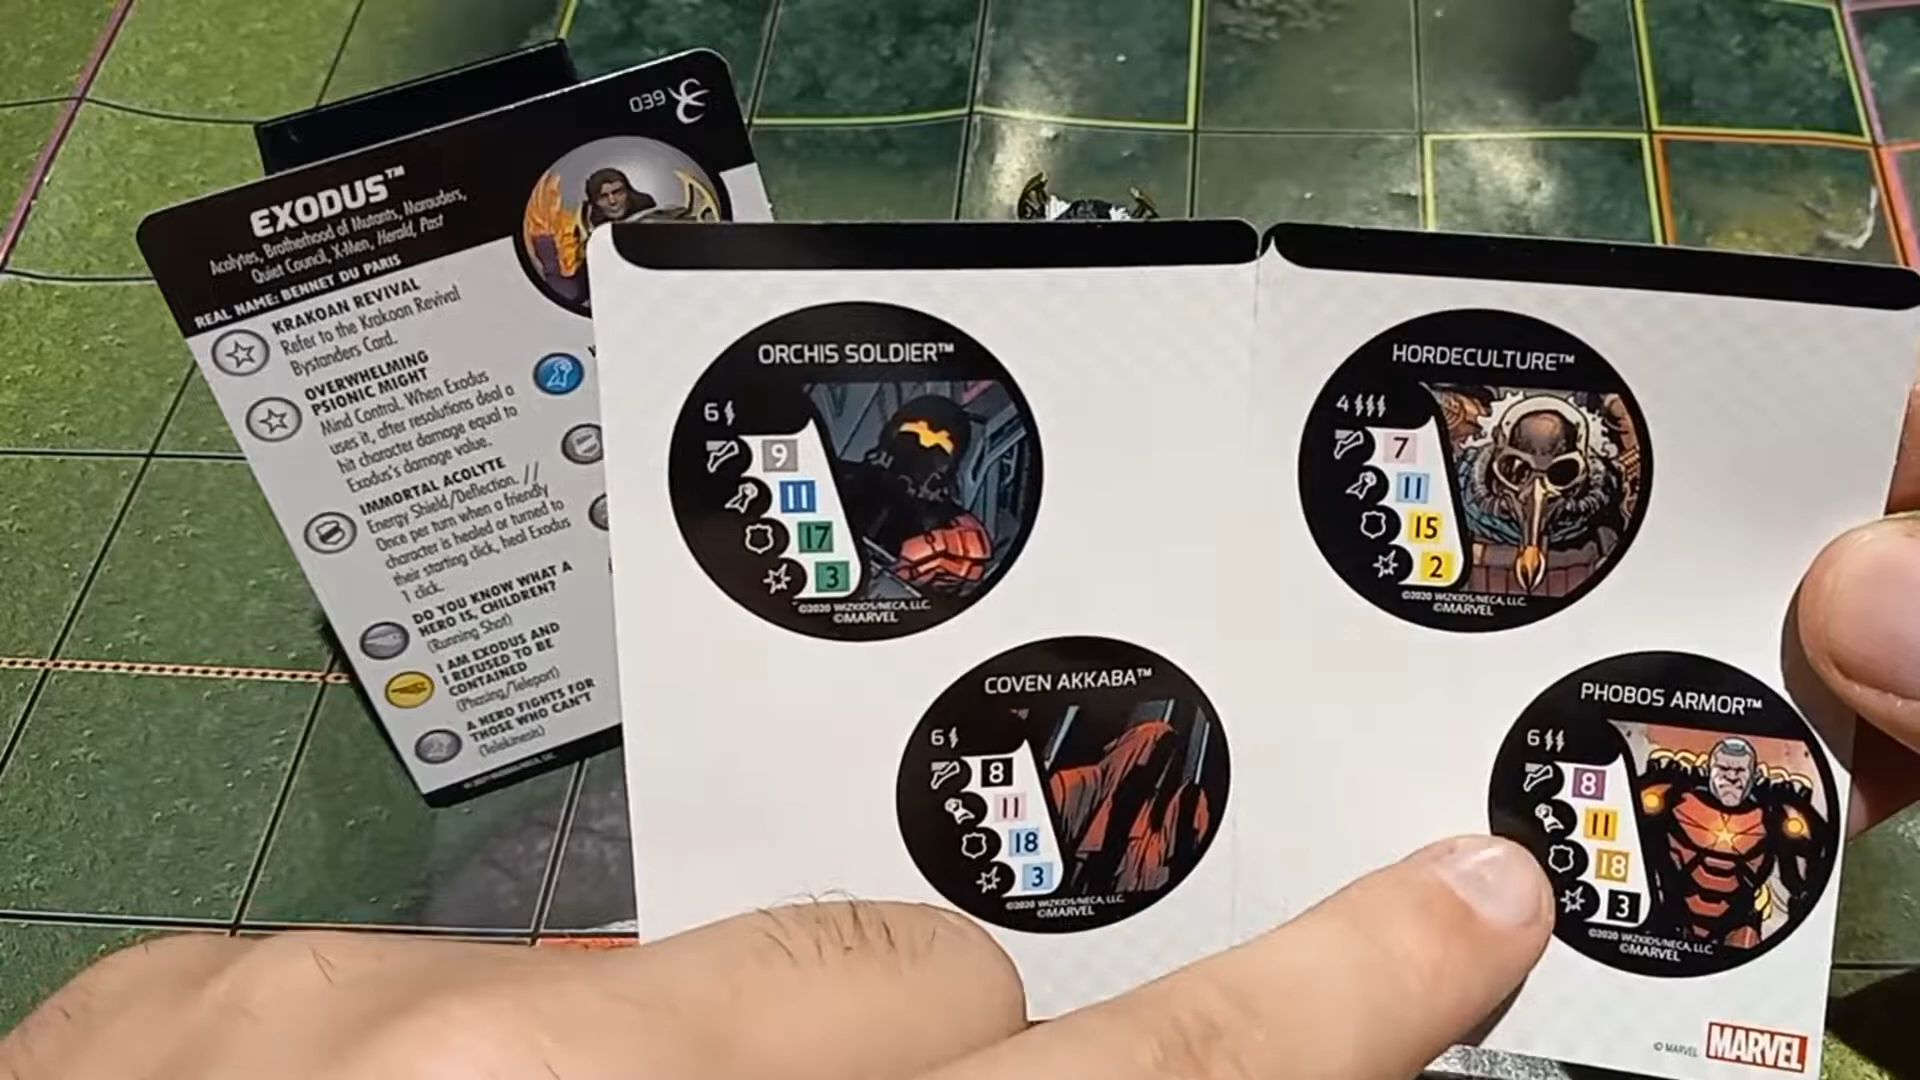 039
EXODUS™
Acolytes, Brotherhood of Mutants, Marauders,
Quiet Council, X-Men, Herald, Past
REAL NAME: BENNET DU PARIS
KRAKOAN REVIVAL
Refer to the Krakoan Revival
Bystanders Card.
OVERWHELMING
PSIONIC MIGHT
Mind Control. When Exodus
uses it, after resolutions deal a
hit character damage equal to
Exodus's damage value.
IMMORTAL ACOLYTE
Energy Shield/Deflection. //
Once per turn when a friendly
character is healed or turned to
their starting click, heal Exodus
1 click.
DO YOU KNOW WHAT A
HERO IS, CHILDREN?
(Running Shot)
I AM EXODUS AND
I REFUSED TO BE
CONTAINED
(Phasing/Teleport)
A HERO FIGHTS FOR
THOSE WHO CAN'T
(Telekinesis)
ORCHIS SOLDIER™
6
9
11
17
3
©2020 WIZKIDS/NECA, LLC.
©MARVEL
HORDECULTURE™
4
7
11
15
2
©2020 WIZKIDS/NECA, LLC.
©MARVEL
COVEN AKKABA™
6
8
11
18
3
©2020 WIZKIDS/NECA, LLC.
©MARVEL
PHOBOS ARMOR™
6
8
11
18
3
©2020 WIZKIDS/NECA, LLC.
©MARVEL
© MARVEL
MARVEL